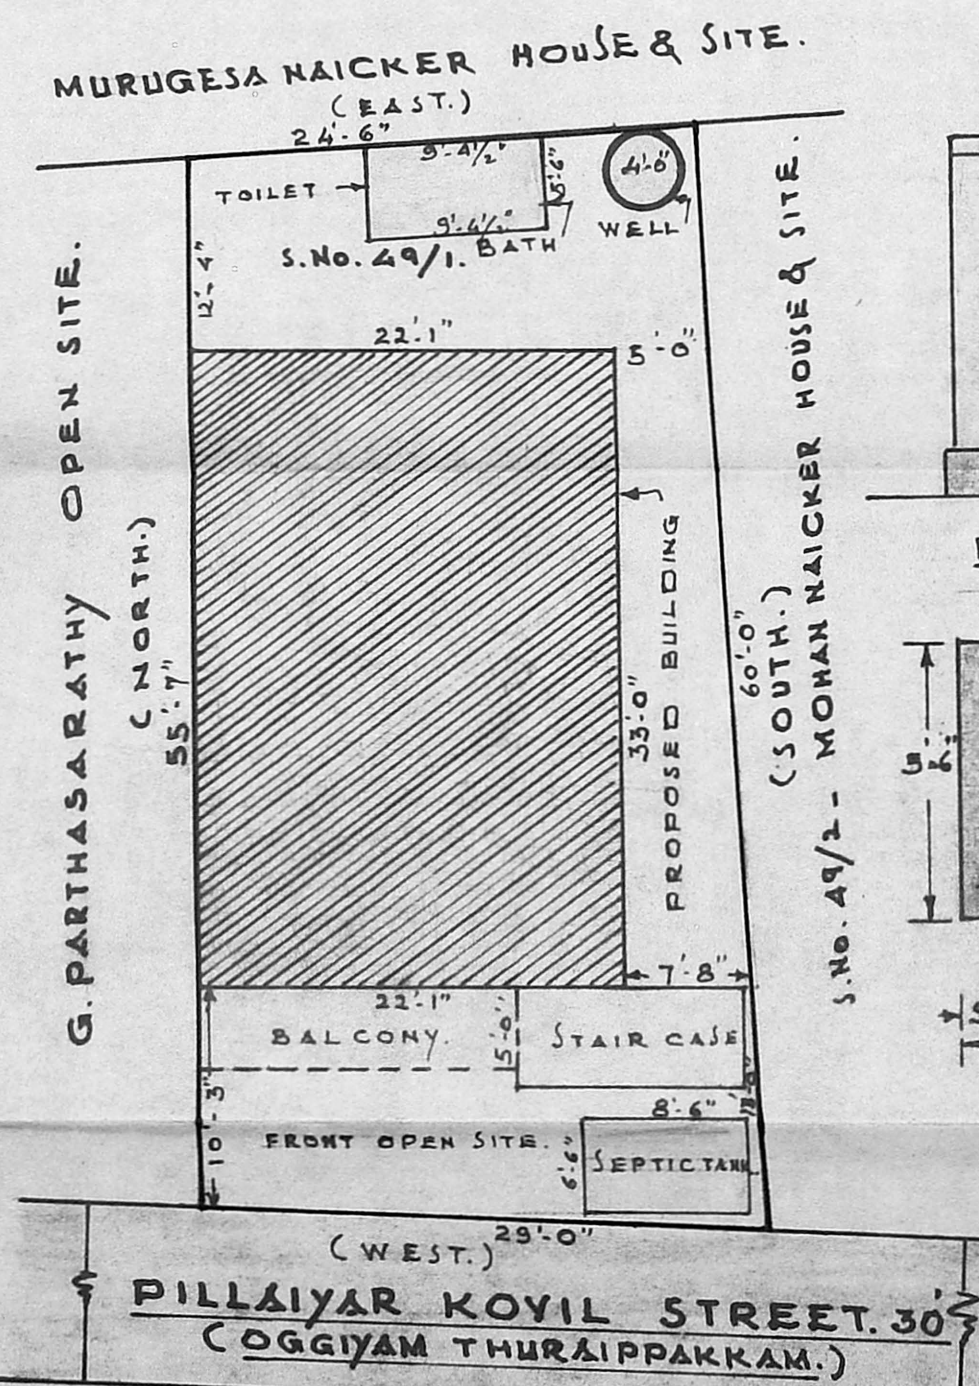 MURUGESA NAICKER HOUSE & SITE.
(EAST.)
24'-6"
9'-4½"
TOILET
5'-6"
4'-0"
9'-4½"
BATH
WELL
S.No. 49/1.
12'-4"
22'-1"
5'-0"
G. PARTHASARATHY OPEN SITE.
(NORTH.)
55'-7"
PROPOSED BUILDING
33'-0"
60'-0"
(SOUTH.)
S.No. 49/2 - MOHAN NAICKER HOUSE & SITE.
7'-8"
22'-1"
BALCONY.
5'-0"
STAIR CASE
10'-3"
8'-6"
FRONT OPEN SITE.
6'-6"
SEPTIC TANK
29'-0"
(WEST.)
PILLAIYAR KOVIL STREET. 30'
(OGGIYAM THURAIPPAKKAM.)